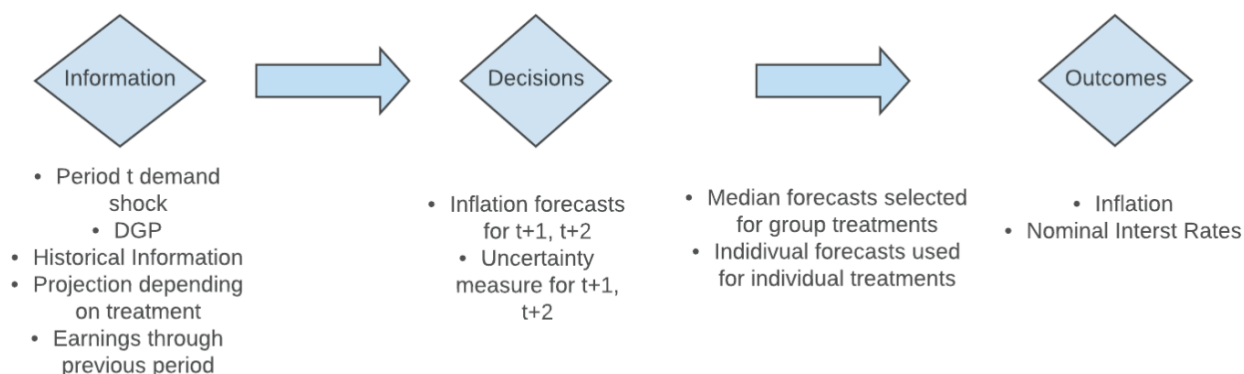 Information
Decisions
Outcomes
• Period t demand
shock
• DGP
• Historical Information
• Projection depending
on treatment
• Earnings through
previous period
• Inflation forecasts
for t+1, t+2
• Uncertainty
measure for t+1,
t+2
• Median forecasts selected
for group treatments
• Indidivual forecasts used
for individual treatments
• Inflation
• Nominal Interst Rates